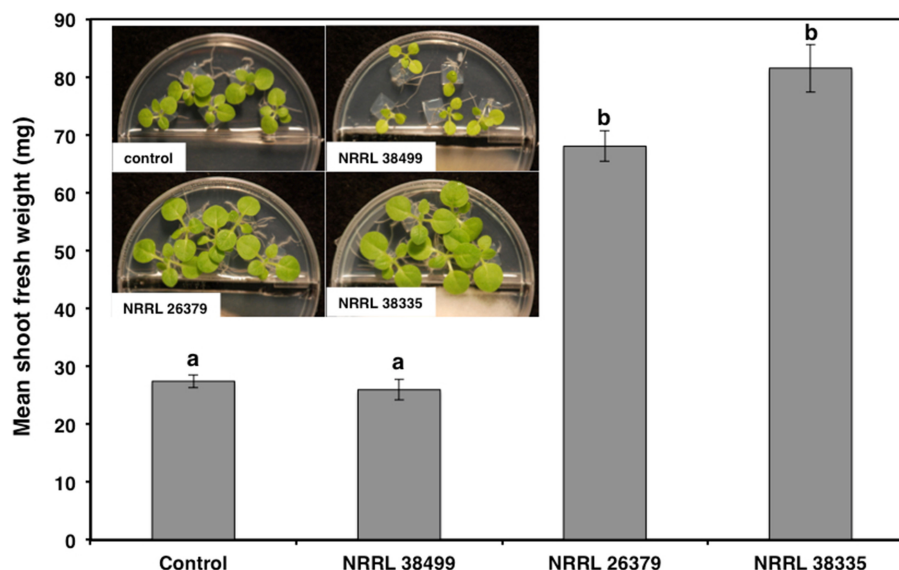 Mean shoot fresh weight (mg)
90
80
70
60
50
40
30
20
10
0
control
NRRL 38499
NRRL 26379
NRRL 38335
a
a
b
b
Control
NRRL 38499
NRRL 26379
NRRL 38335